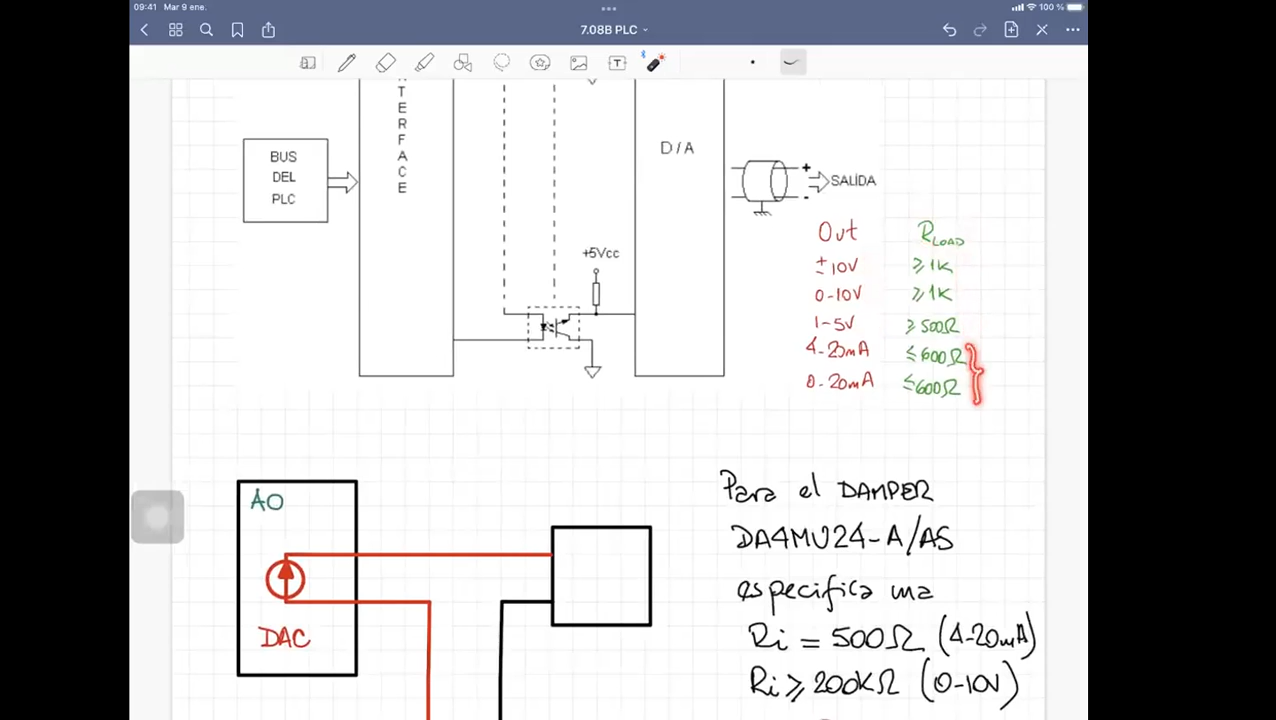 09:41 Mar 9 ene.
100 %
7.08B PLC
T
N
T
E
R
F
A
C
E
BUS
DEL
PLC
D/A
+
SALIDA
-
+5Vcc
Out RLOAD
±10V ≥1K
0-10V ≥1K
1-5V ≥500Ω
4-20mA ≤600Ω
0-20mA ≤600Ω
AO
DAC
Para el DAMPER
DA4MU24-A/AS
especifica una
Ri = 500Ω (4-20mA)
Ri ≥ 200KΩ (0-10V)